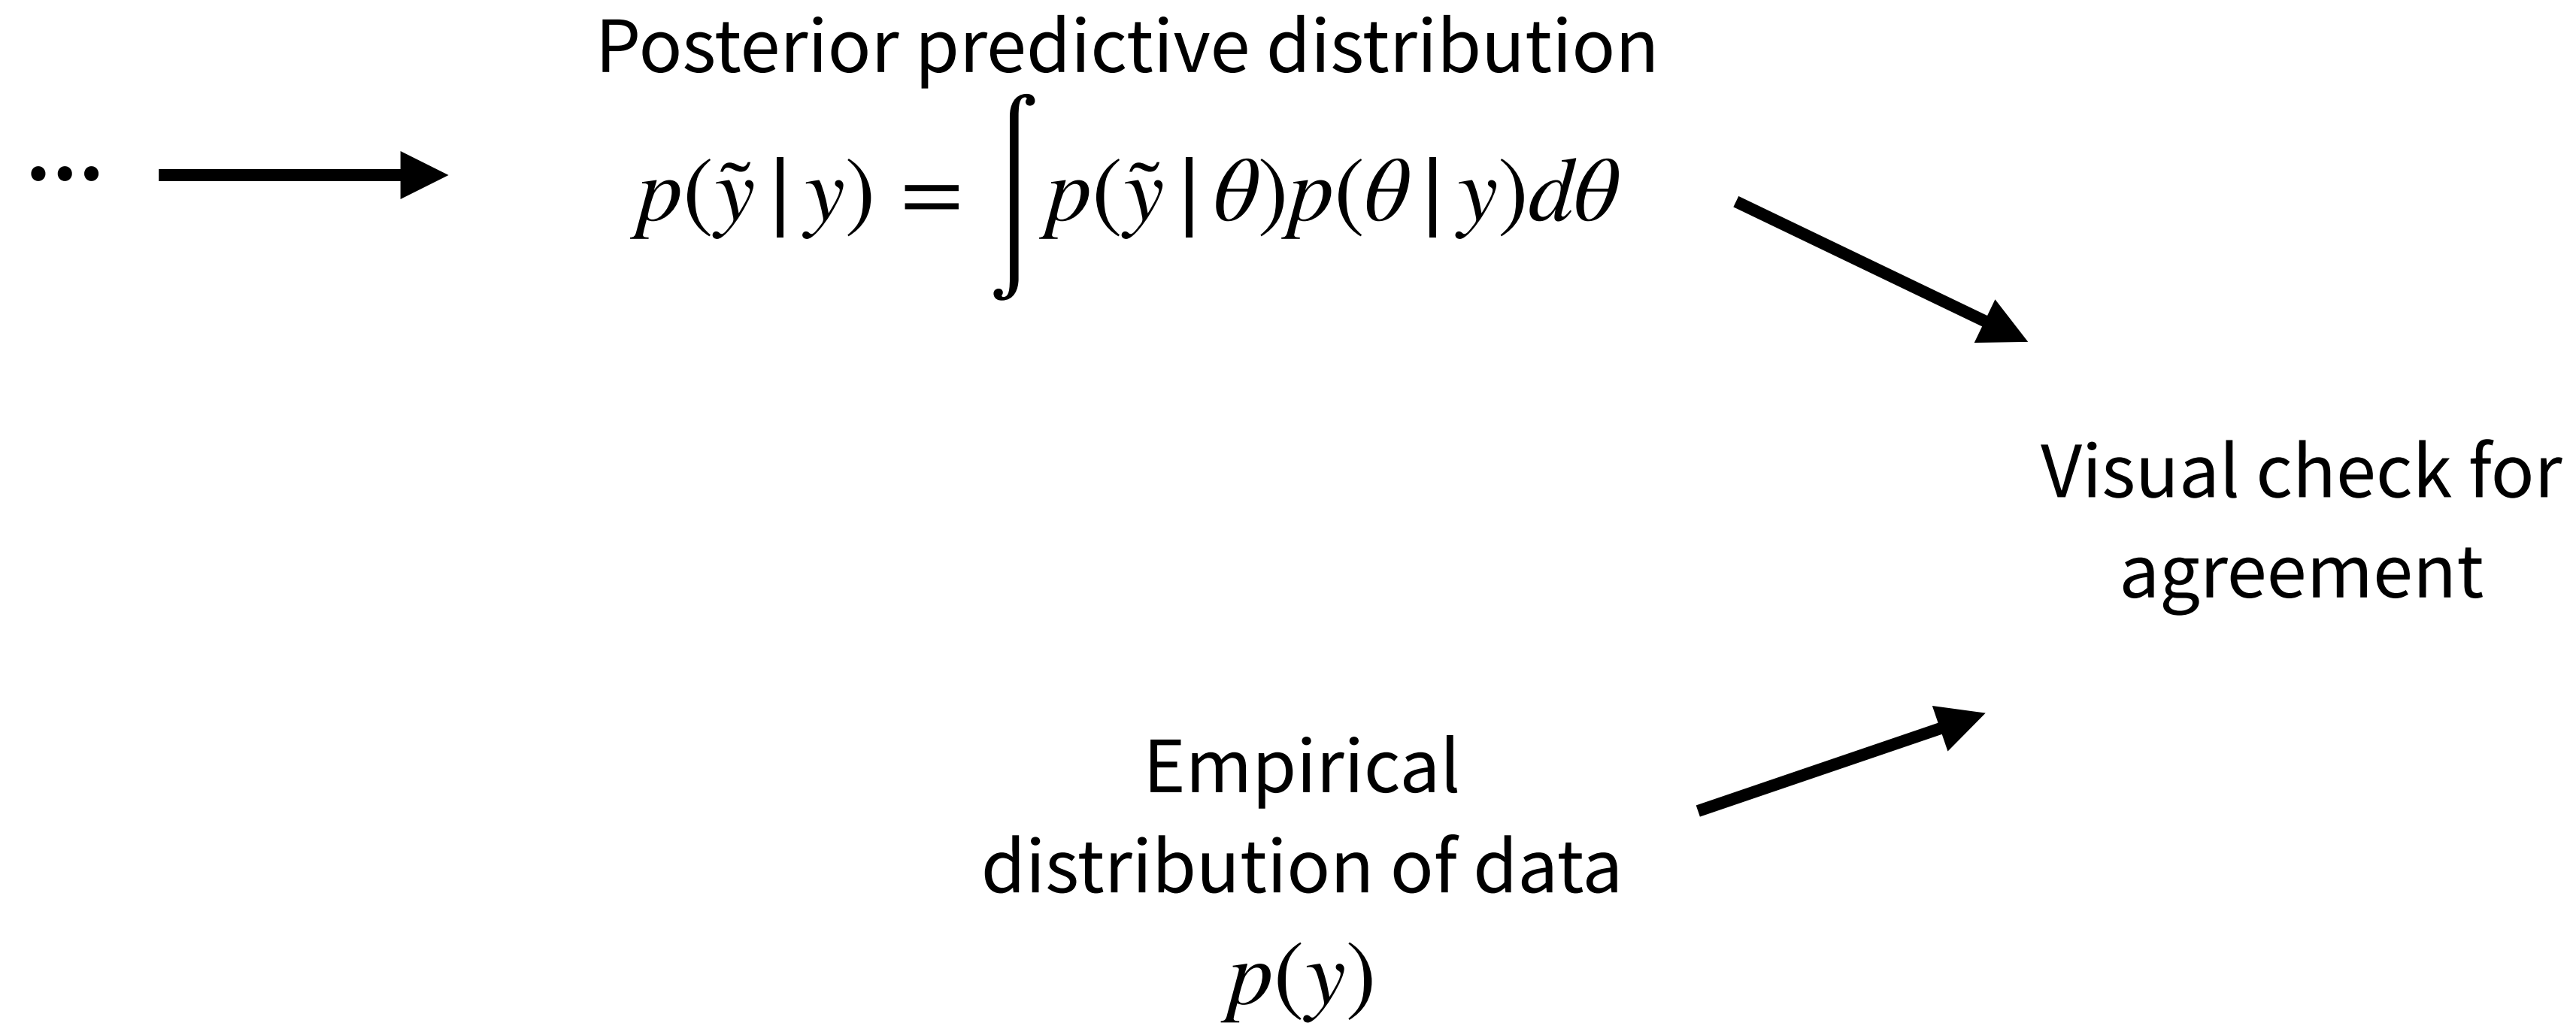 Posterior predictive distribution
... 
p(ỹ | y) = ∫ p(ỹ | θ)p(θ | y)dθ
Visual check for
agreement
Empirical
distribution of data
p(y)